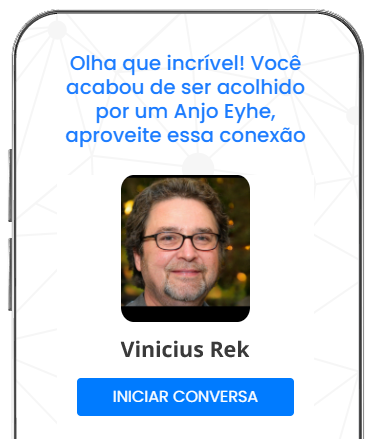 Olha que incrível! Você
acabou de ser acolhido
por um Anjo Eyhe,
aproveite essa conexão
Vinicius Rek
INICIAR CONVERSA